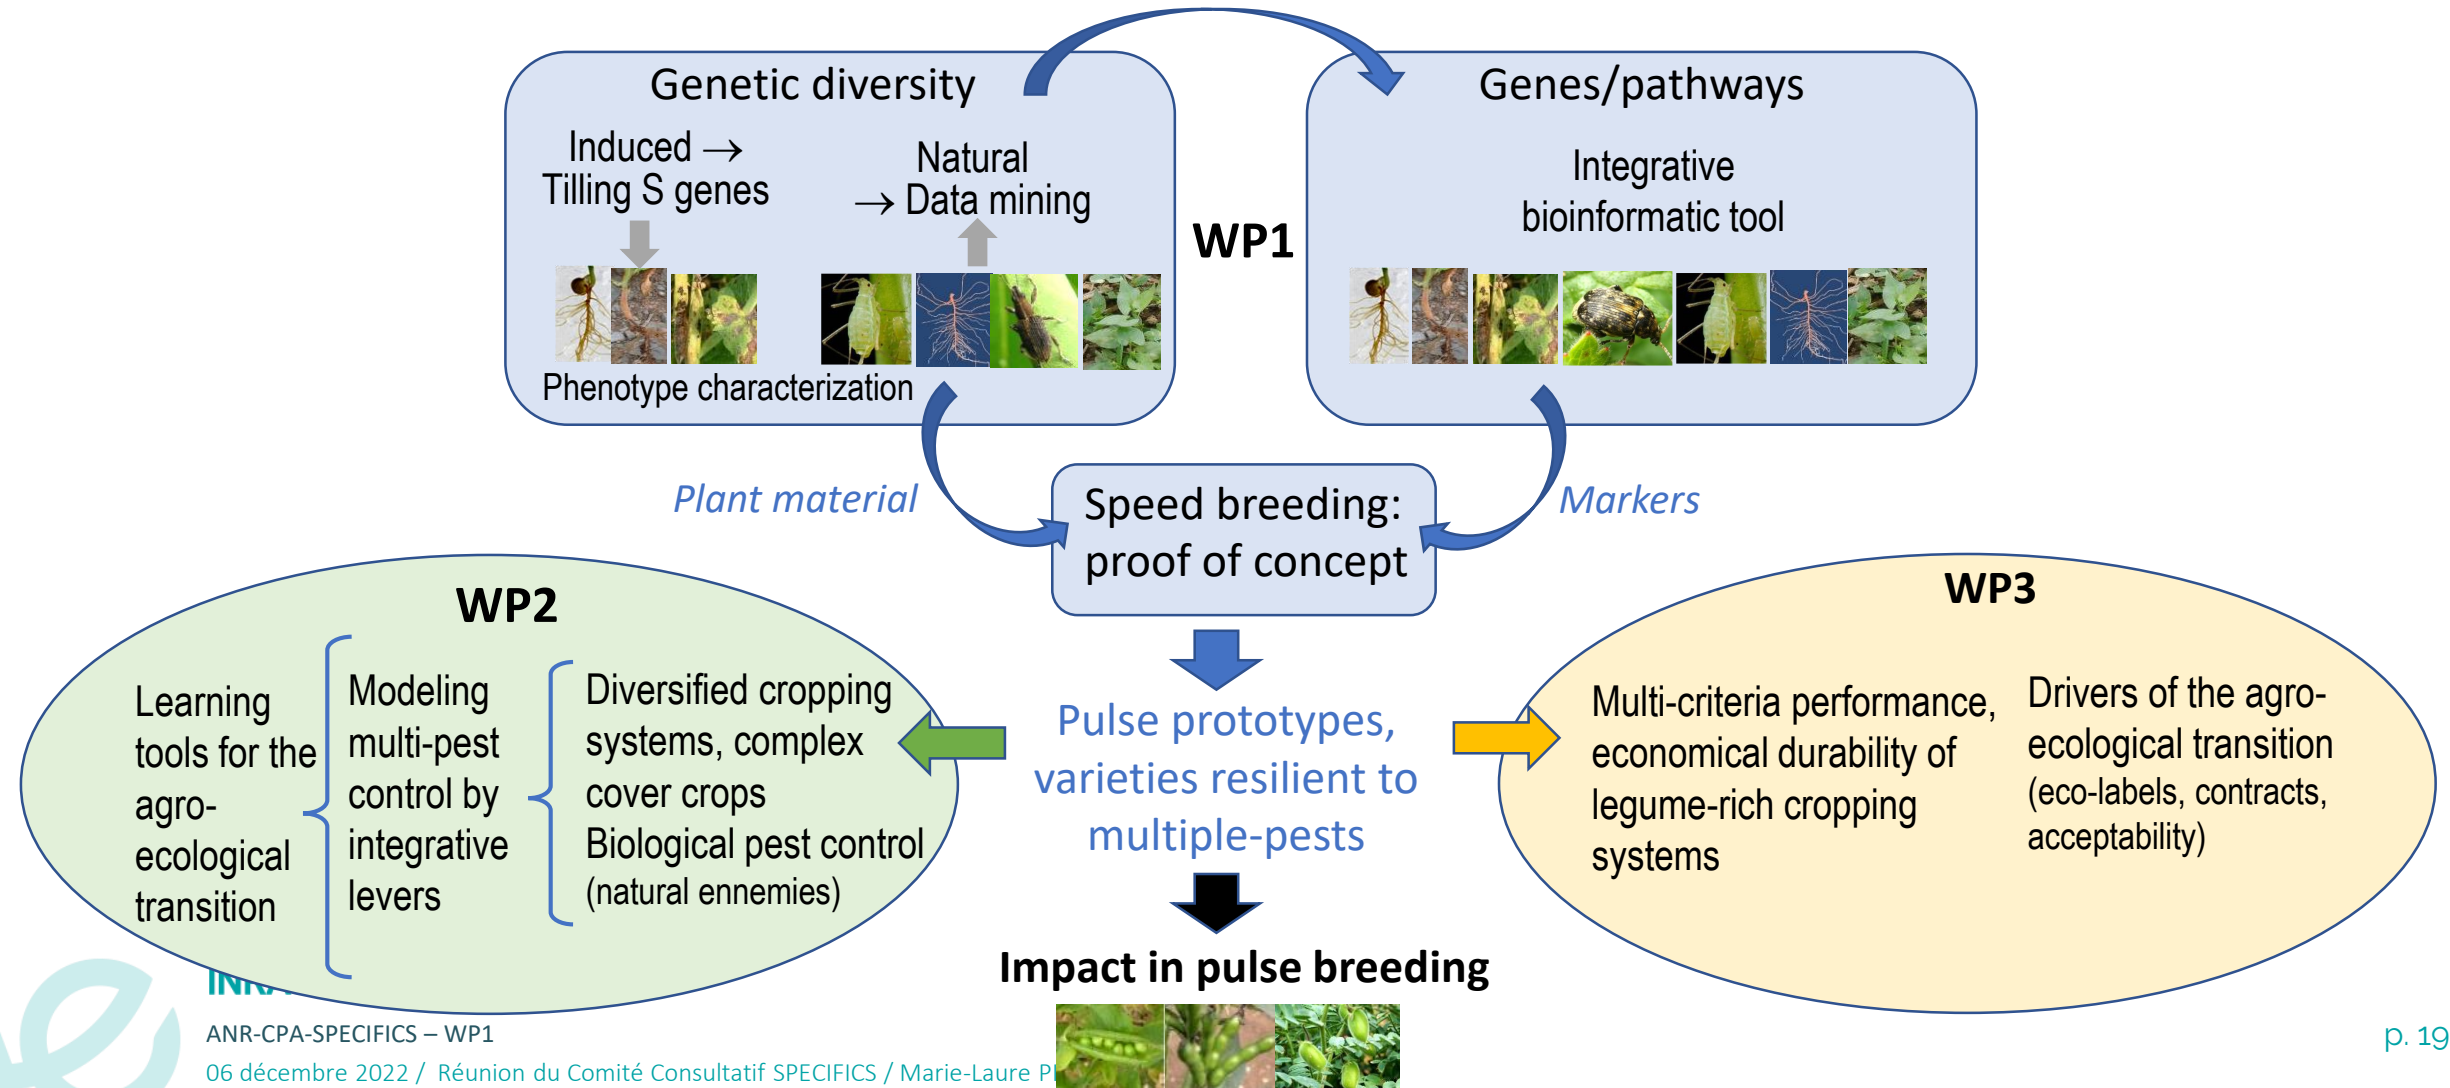 Genetic diversity
Induced →
Tilling S genes
Natural
→ Data mining
Phenotype characterization
WP1
Genes/pathways
Integrative
bioinformatic tool
Plant material
Speed breeding:
proof of concept
Markers
WP2
Learning
tools for the
agro-
ecological
transition
Modeling
multi-pest
control by
integrative
levers
Diversified cropping
systems, complex
cover crops
Biological pest control
(natural ennemies)
Pulse prototypes,
varieties resilient to
multiple-pests
Impact in pulse breeding
WP3
Multi-criteria performance,
economical durability of
legume-rich cropping
systems
Drivers of the agro-
ecological transition
(eco-labels, contracts,
acceptability)
ANR-CPA-SPECIFICS – WP1
06 décembre 2022 / Réunion du Comité Consultatif SPECIFICS / Marie-Laure
p. 19